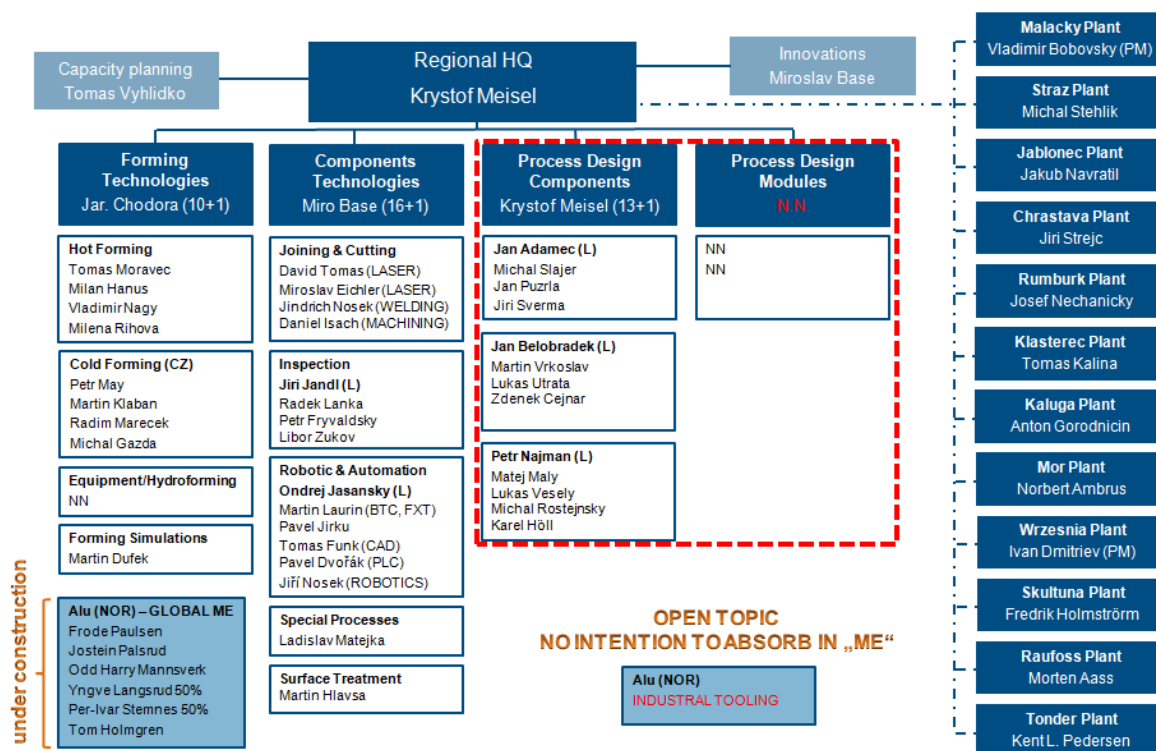 Capacity planning
Tomas Vyhlidko
Regional HQ
Krystof Meisel
Innovations
Miroslav Base
Forming
Technologies
Jar. Chodora (10+1)
Hot Forming
Tomas Moravec
Milan Hanus
Vladimir Nagy
Milena Rihova
Cold Forming (CZ)
Petr May
Martin Klaban
Radim Marecek
Michal Gazda
Equipment/Hydroforming
NN
Forming Simulations
Martin Dufek
under construction
Alu (NOR) – GLOBAL ME
Frode Paulsen
Jostein Palsrud
Odd Harry Mannsverk
Yngve Langsrud 50%
Per-Ivar Stemnes 50%
Tom Holmgren
Components
Technologies
Miro Base (16+1)
Joining & Cutting
David Tomas (LASER)
Miroslav Eichler (LASER)
Jindrich Nosek (WELDING)
Daniel Isach (MACHINING)
Inspection
Jiri Jandl (L)
Radek Lanka
Petr Fryvaldsky
Libor Zukov
Robotic & Automation
Ondrej Jasansky (L)
Martin Laurin (BTC, FXT)
Pavel Jirku
Tomas Funk (CAD)
Pavel Dvořák (PLC)
Jiří Nosek (ROBOTICS)
Special Processes
Ladislav Matejka
Surface Treatment
Martin Hlavsa
Process Design
Components
Krystof Meisel (13+1)
Jan Adamec (L)
Michal Slajer
Jan Puzrla
Jiri Sverma
Jan Belobradek (L)
Martin Vrkoslav
Lukas Utrata
Zdenek Cejnar
Petr Najman (L)
Matej Maly
Lukas Vesely
Michal Rostejnsky
Karel Höll
Process Design
Modules
N.N.
NN
NN
OPEN TOPIC
NO INTENTION TO ABSORB IN „ME“
Alu (NOR)
INDUSTRAL TOOLING
Malacky Plant
Vladimir Bobovsky (PM)
Straz Plant
Michal Stehlik
Jablonec Plant
Jakub Navratil
Chrastava Plant
Jiri Strejc
Rumburk Plant
Josef Nechanicky
Klasterec Plant
Tomas Kalina
Kaluga Plant
Anton Gorodnicin
Mor Plant
Norbert Ambrus
Wrzesnia Plant
Ivan Dmitriev (PM)
Skultuna Plant
Fredrik Holmströrm
Raufoss Plant
Morten Aass
Tonder Plant
Kent L. Pedersen